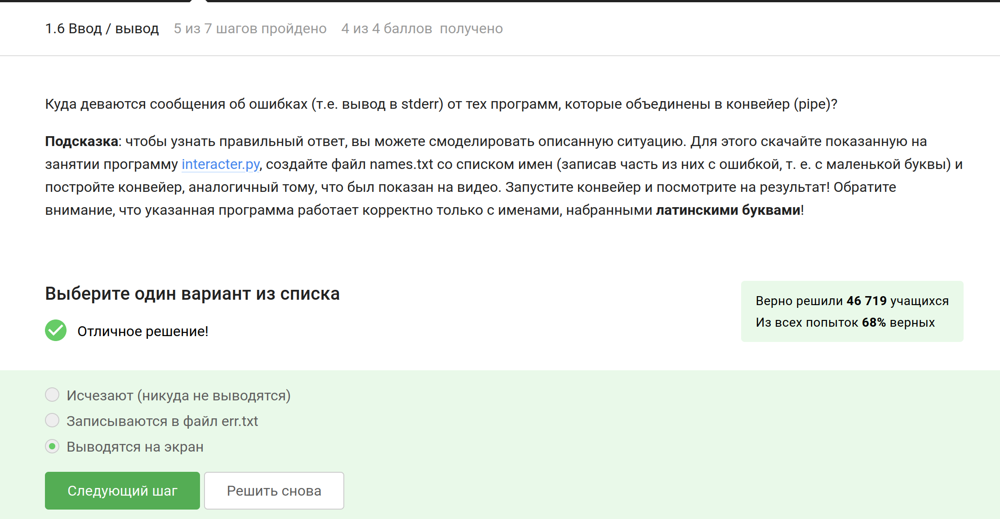 1.6 Ввод / вывод 5 из 7 шагов пройдено 4 из 4 баллов получено
Куда деваются сообщения об ошибках (т.е. вывод в stderr) от тех программ, которые объединены в конвейер (pipe)?
Подсказка: чтобы узнать правильный ответ, вы можете смоделировать описанную ситуацию. Для этого скачайте показанную на
занятии программу interacter.py, создайте файл names.txt со списком имен (записав часть из них с ошибкой, т. е. с маленькой буквы) и
постройте конвейер, аналогичный тому, что был показан на видео. Запустите конвейер и посмотрите на результат! Обратите
внимание, что указанная программа работает корректно только с именами, набранными латинскими буквами!
Выберите один вариант из списка
Отличное решение!
Верно решили 46 719 учащихся
Из всех попыток 68% верных
Исчезают (никуда не выводятся)
Записываются в файл err.txt
Выводятся на экран
Следующий шаг Решить снова